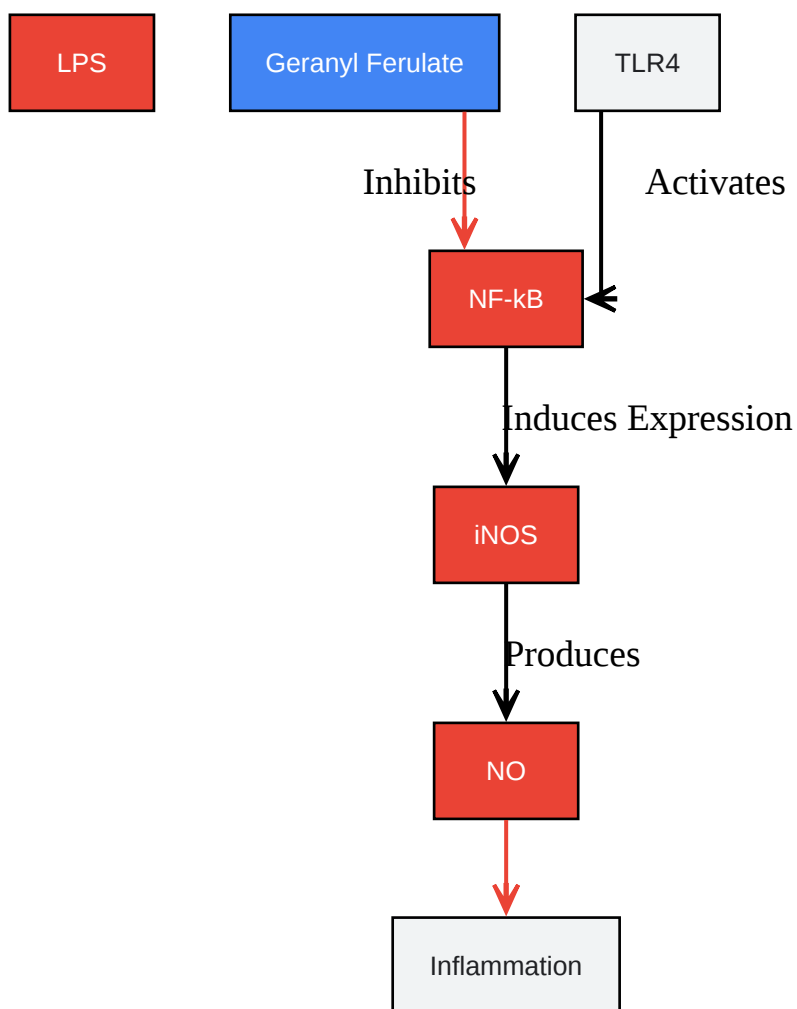 LPS
Geranyl Ferulate
TLR4
Inhibits
Activates
NF-kB
Induces Expression
iNOS
Produces
NO
Inflammation